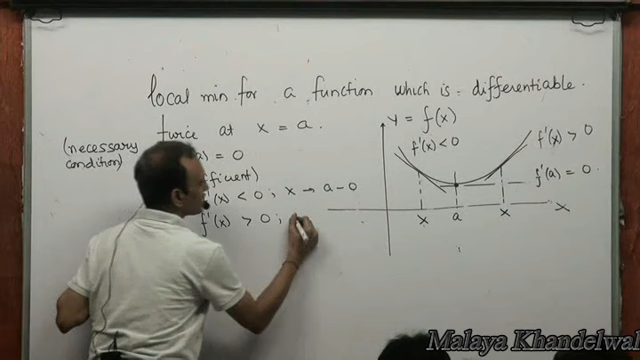 local min. for a function which is differentiable.
twice at x = a.
(necessary
condition)
a) = 0
f'(x) < 0 ; x → a - 0
f'(x) > 0 ;
y = f(x)
f'(x) < 0
f'(x) > 0
f'(a) = 0
x a x x
Malaya Khandelwal